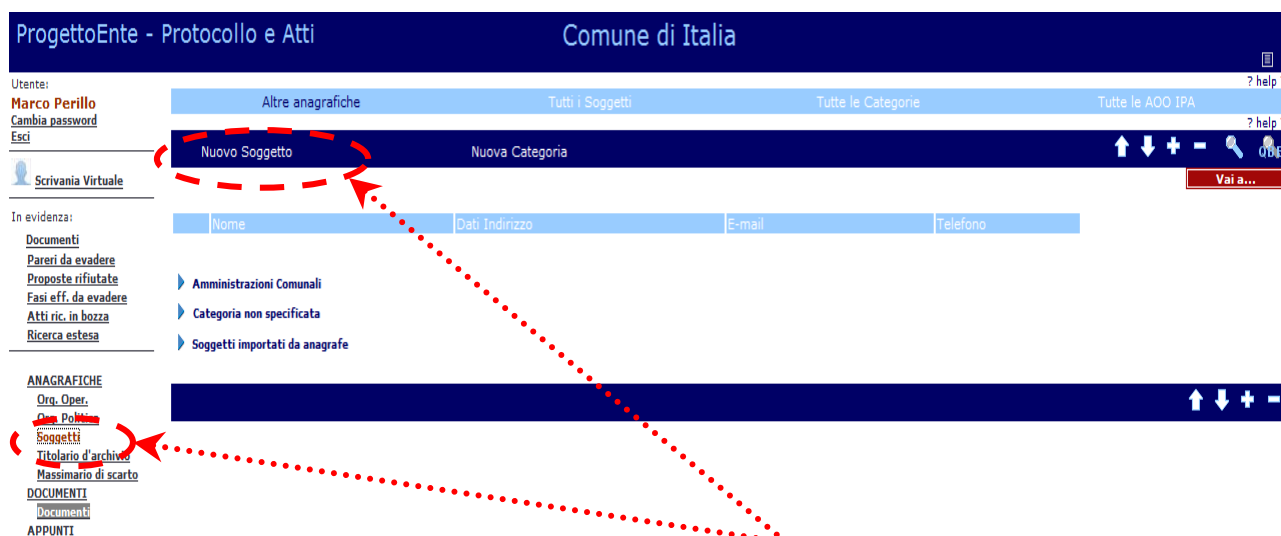 ProgettoEnte - Protocollo e Atti
Comune di Italia
Utente:
Marco Perillo
Cambia password
Esci
Scrivania Virtuale
In evidenza:
Documenti
Pareri da evadere
Proposte rifiutate
Fasi eff. da evadere
Atti ric. in bozza
Ricerca estesa
ANAGRAFICHE
Org. Oper.
Org. Politica
Soggetti
Titolario d'archivio
Massimario di scarto
DOCUMENTI
Documenti
APPUNTI
? help ?
Altre anagrafiche Tutti i Soggetti Tutte le Categorie Tutte le AOO IPA
? help ?
Nuovo Soggetto Nuova Categoria QBE
Vai a...
Nome Dati Indirizzo E-mail Telefono
Amministrazioni Comunali
Categoria non specificata
Soggetti importati da anagrafe